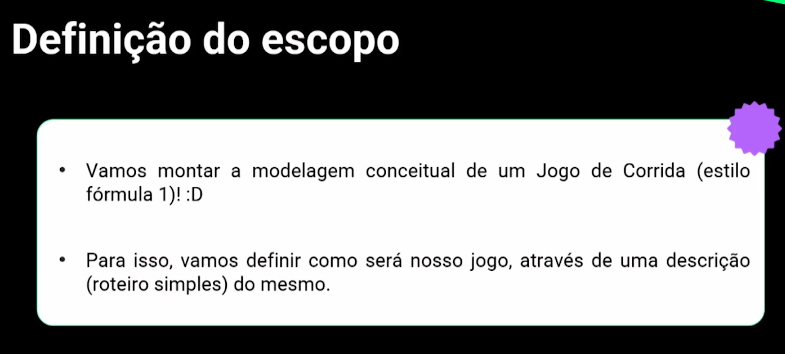 Definição do escopo
• Vamos montar a modelagem conceitual de um Jogo de Corrida (estilo
fórmula 1)! :D
• Para isso, vamos definir como será nosso jogo, através de uma descrição
(roteiro simples) do mesmo.